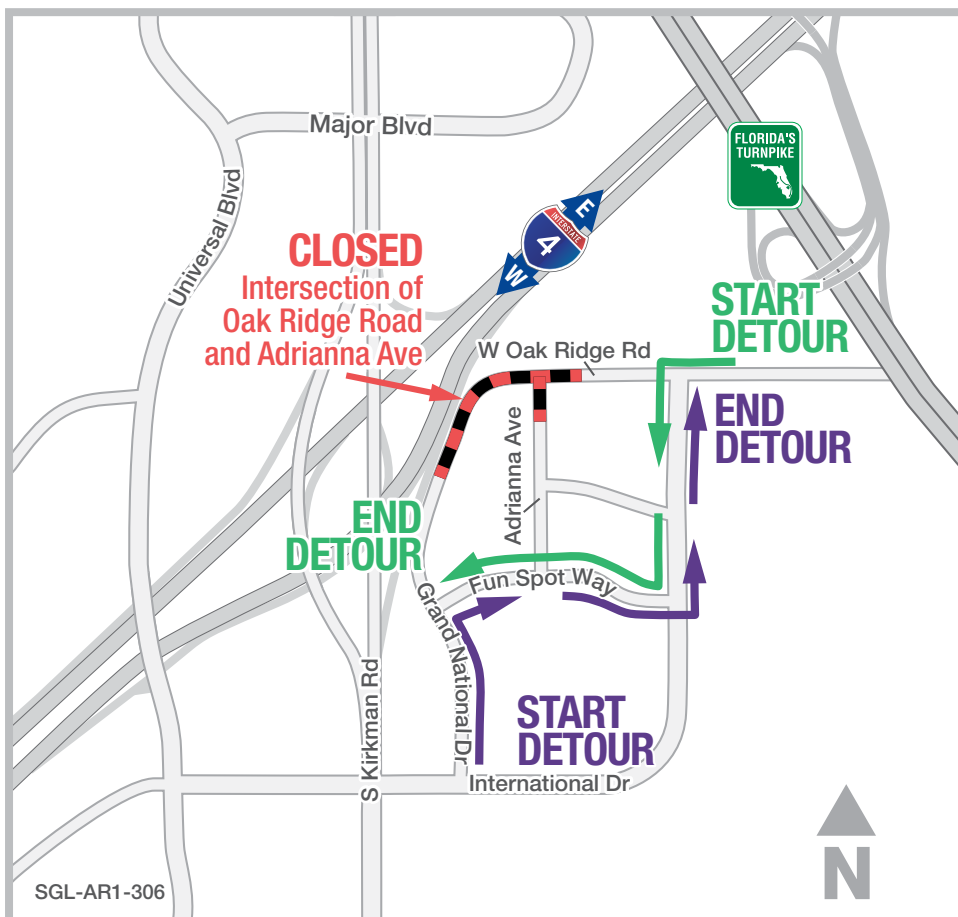 Major Blvd
FLORIDA'S
TURNPIKE
Universal Blvd
E
INTERSTATE
4
W
CLOSED
Intersection of
Oak Ridge Road
and Adrianna Ave
START
DETOUR
W Oak Ridge Rd
END
DETOUR
Adrianna Ave
END
DETOUR
Fun Spot Way
Grand National Dr
S Kirkman Rd
START
DETOUR
International Dr
SGL-AR1-306
N